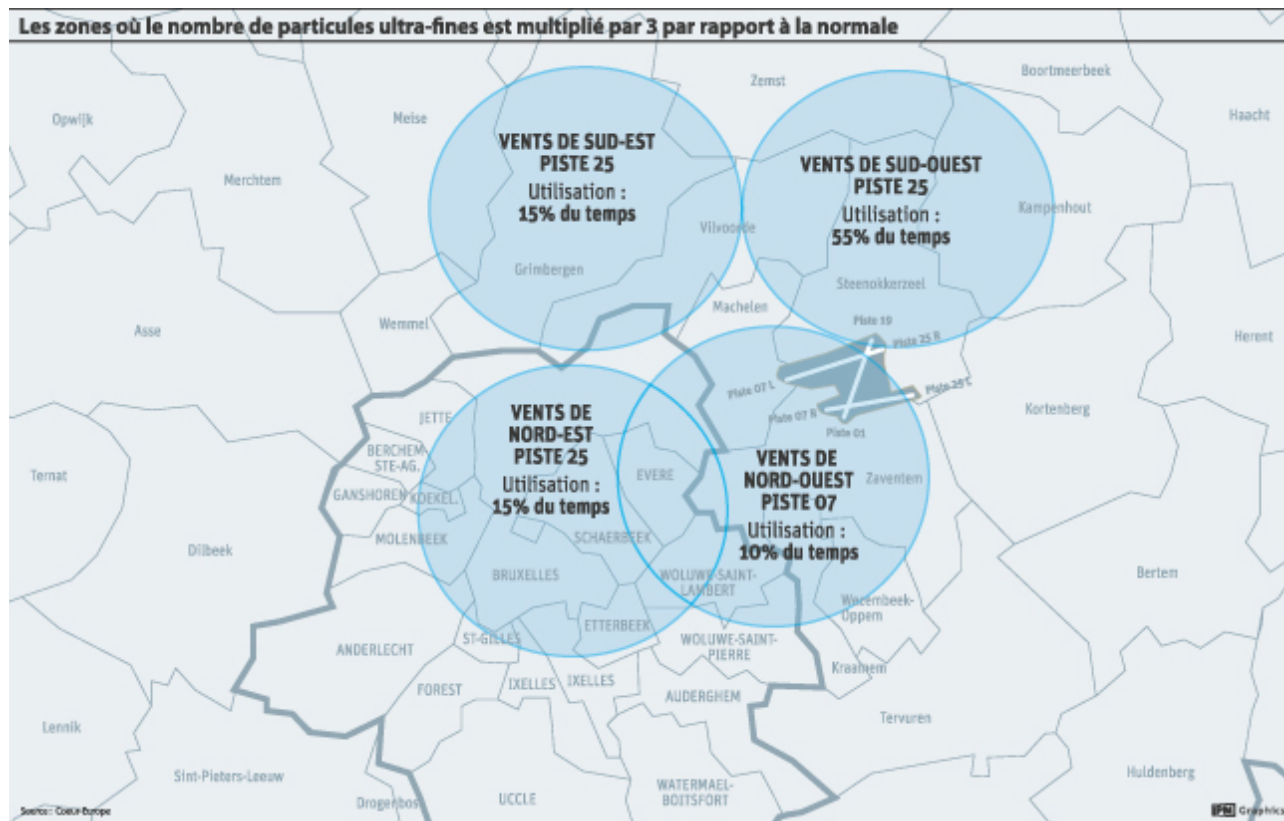 Les zones où le nombre de particules ultra-fines est multiplié par 3 par rapport à la normale
Zemst
Boortmeerbeek
Haacht
Opwijk
Meise
Merchtem
VENTS DE SUD-EST
PISTE 25
Utilisation :
15% du temps
VENTS DE SUD-OUEST
PISTE 25
Utilisation :
55% du temps
Kampenhout
Vilvoorde
Grimbergen
Steenokkerzeel
Machelen
Wemmel
Asse
Herent
Piste 19
Piste 25 R
Piste 07 L
Piste 25 L
Piste 07 R
Piste 01
Kortenberg
JETTE
VENTS DE
NORD-EST
PISTE 25
Utilisation :
15% du temps
BERCHEM-
STE-AG.
GANSHOREN
KOEKEL.
MOLENBEEK
EVERE
VENTS DE
NORD-OUEST
PISTE 07
Utilisation :
10% du temps
Zaventem
Ternat
Dilbeek
SCHAERBEEK
BRUXELLES
WOLUWE-SAINT-
LAMBERT
Bertem
Wezembeek-
Oppem
ETTERBEEK
ST-GILLES
ANDERLECHT
WOLUWE-SAINT-
PIERRE
Kraainem
FOREST
IXELLES
IXELLES
AUDERGHEM
Tervuren
Lennik
Sint-Pieters-Leeuw
Drogenbos
UCCLE
WATERMAEL-
BOITSFORT
Huldenberg
Source : Coeur-Europe
IPM Graphics